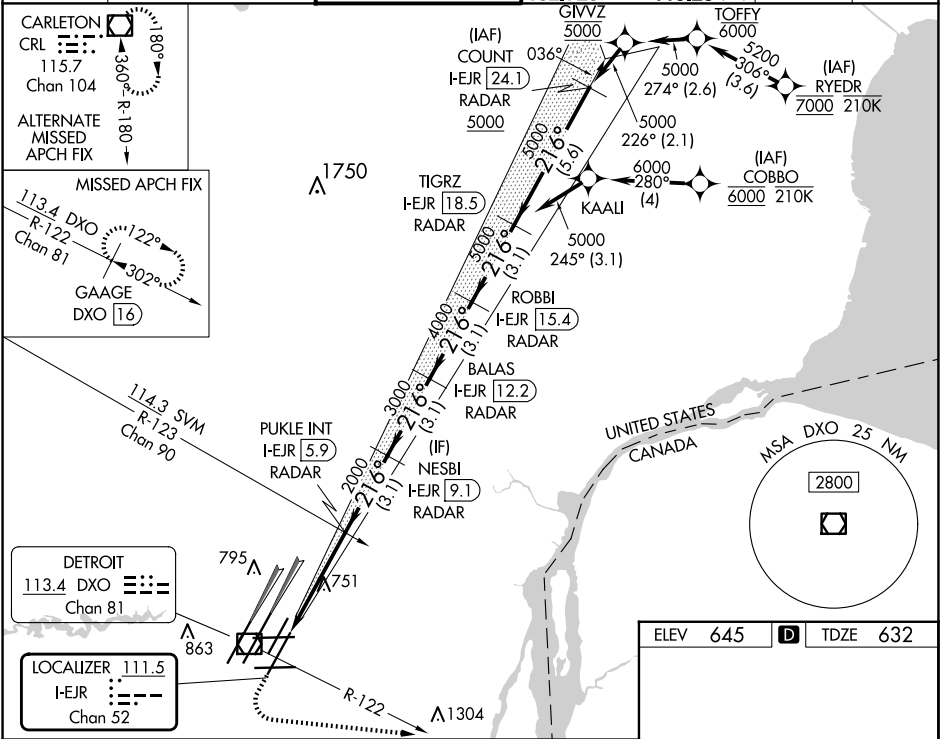 CARLETON
CRL
115.7
Chan 104
180°
360°
R-180
ALTERNATE
MISSED
APCH FIX
MISSED APCH FIX
113.4 DXO
R-122
Chan 81
122°
302°
GAAGE
DXO 16
1750
(IAF)
COUNT
I-EJR 24.1
RADAR
5000
036°
GIVVZ
5000
TOFFY
6000
5000
274° (2.6)
5200
306°
(3.6)
(IAF)
RYEDR
7000 210K
5000
226° (2.1)
5000
216°
(5.6)
(IAF)
COBBO
6000 210K
6000
280°
(4)
KAALI
5000
245° (3.1)
TIGRZ
I-EJR 18.5
RADAR
5000
216°
(3.1)
ROBBI
I-EJR 15.4
RADAR
4000
216°
(3.1)
BALAS
I-EJR 12.2
RADAR
3000
216°
(3.1)
(IF)
NESBI
I-EJR 9.1
RADAR
2000
216°
(3.1)
PUKLE INT
I-EJR 5.9
RADAR
114.3 SVM
R-123
Chan 90
UNITED STATES
CANADA
MSA DXO 25 NM
2800
DETROIT
113.4 DXO
Chan 81
795
751
863
LOCALIZER 111.5
I-EJR
Chan 52
R-122
1304
ELEV 645 D TDZE 632